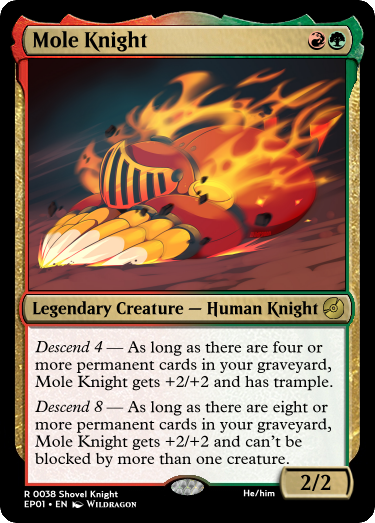 Mole Knight
Legendary Creature — Human Knight
Descend 4 — As long as there are four or
more permanent cards in your graveyard,
Mole Knight gets +2/+2 and has trample.
Descend 8 — As long as there are eight or
more permanent cards in your graveyard,
Mole Knight gets +2/+2 and can't be
blocked by more than one creature.
2/2
R 0038 Shovel Knight
He/him
EP01 • EN WILDRAGON